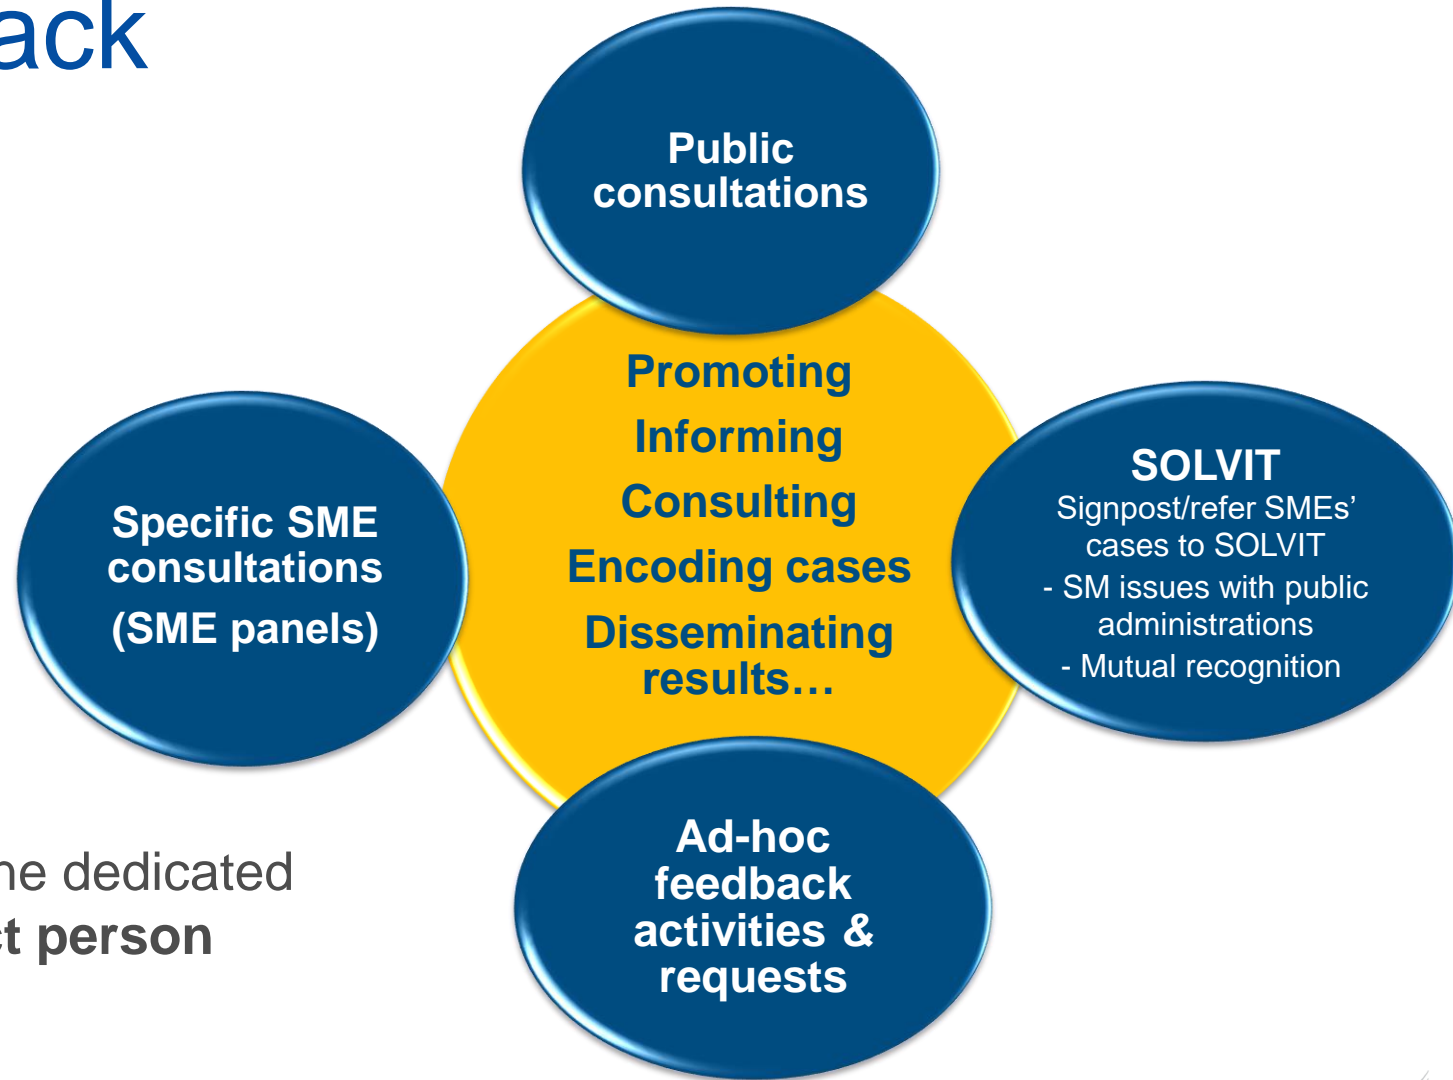 ack
Public
consultations
Promoting
Informing
Consulting
Encoding cases
Disseminating
results…
Specific SME
consultations
(SME panels)
SOLVIT
Signpost/refer SMEs’
cases to SOLVIT
- SM issues with public
administrations
- Mutual recognition
Ad-hoc
feedback
activities &
requests
ne dedicated
ct person